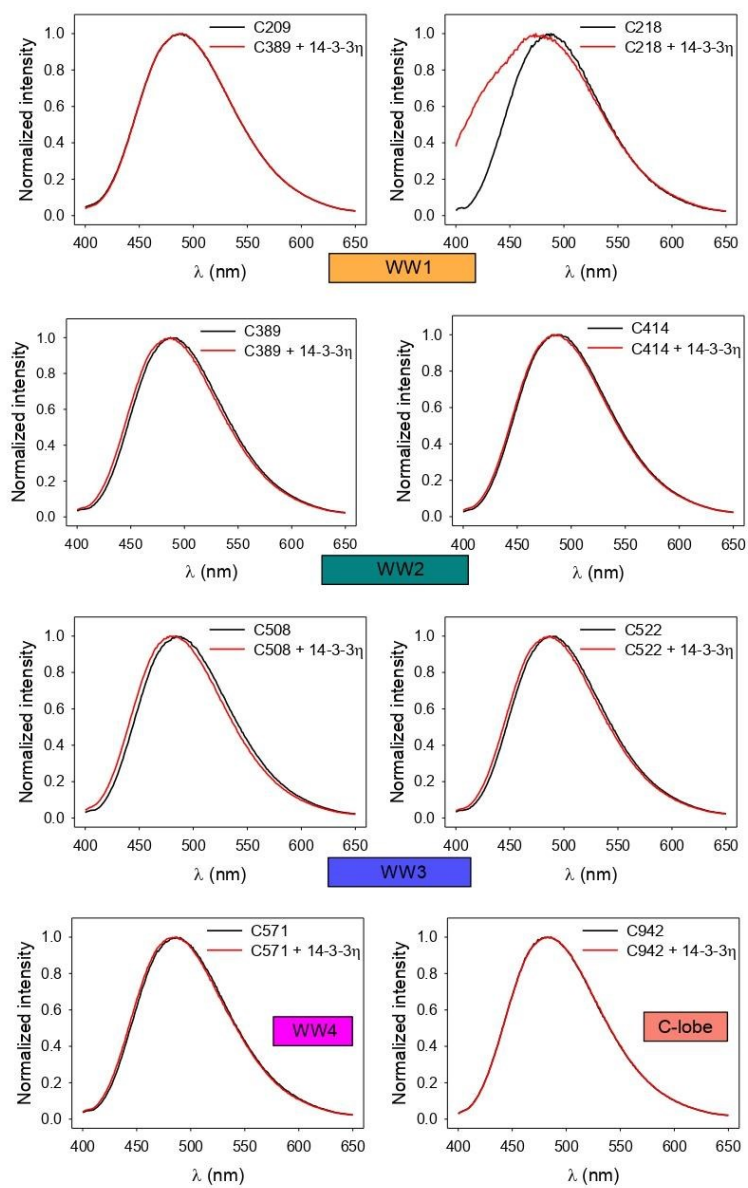 C209
C389 + 14-3-3η
Normalized intensity
1.0
0.8
0.6
0.4
0.2
0.0
400 450 500 550 600 650
λ (nm)
C218
C218 + 14-3-3η
Normalized intensity
1.0
0.8
0.6
0.4
0.2
0.0
400 450 500 550 600 650
λ (nm)
WW1
C389
C389 + 14-3-3η
Normalized intensity
1.0
0.8
0.6
0.4
0.2
0.0
400 450 500 550 600 650
λ (nm)
C414
C414 + 14-3-3η
Normalized intensity
1.0
0.8
0.6
0.4
0.2
0.0
400 450 500 550 600 650
λ (nm)
WW2
C508
C508 + 14-3-3η
Normalized intensity
1.0
0.8
0.6
0.4
0.2
0.0
400 450 500 550 600 650
λ (nm)
C522
C522 + 14-3-3η
Normalized intensity
1.0
0.8
0.6
0.4
0.2
0.0
400 450 500 550 600 650
λ (nm)
WW3
C571
C571 + 14-3-3η
Normalized intensity
1.0
0.8
0.6
0.4
0.2
0.0
WW4
400 450 500 550 600 650
λ (nm)
C942
C942 + 14-3-3η
Normalized intensity
1.0
0.8
0.6
0.4
0.2
0.0
C-lobe
400 450 500 550 600 650
λ (nm)